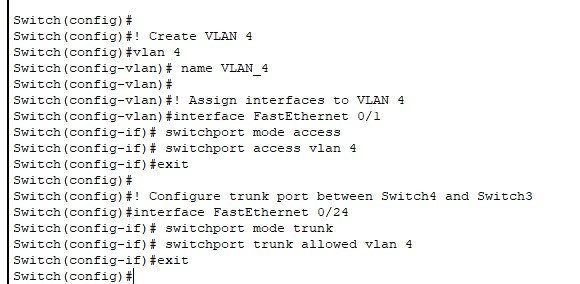 Switch(config)#
Switch(config)#! Create VLAN 4
Switch(config)#vlan 4
Switch(config-vlan)# name VLAN_4
Switch(config-vlan)#
Switch(config-vlan)#! Assign interfaces to VLAN 4
Switch(config-vlan)#interface FastEthernet 0/1
Switch(config-if)# switchport mode access
Switch(config-if)# switchport access vlan 4
Switch(config-if)#exit
Switch(config)#
Switch(config)#! Configure trunk port between Switch4 and Switch3
Switch(config)#interface FastEthernet 0/24
Switch(config-if)# switchport mode trunk
Switch(config-if)# switchport trunk allowed vlan 4
Switch(config-if)#exit
Switch(config)#